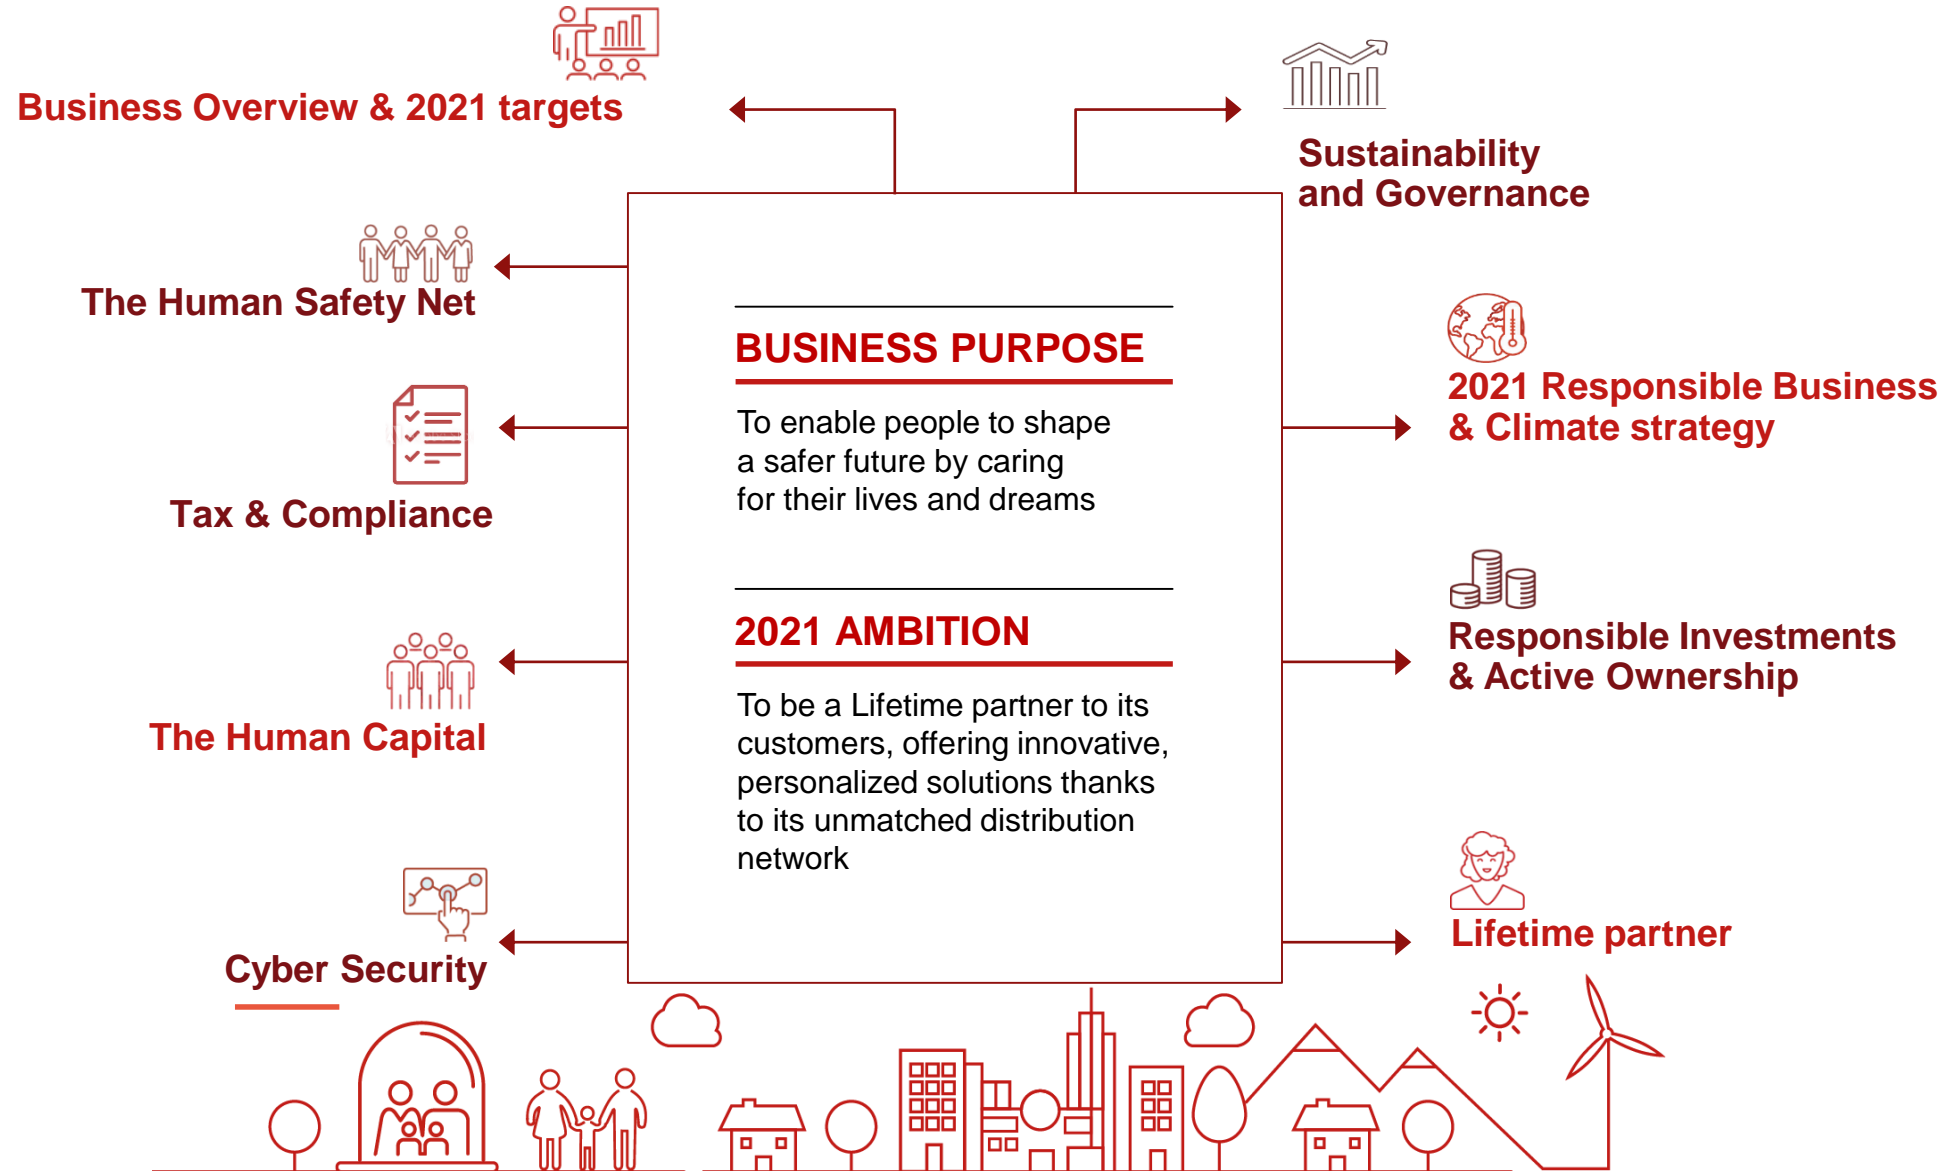 Business Overview & 2021 targets
Sustainability
and Governance
The Human Safety Net
2021 Responsible Business
& Climate strategy
Tax & Compliance
Responsible Investments
& Active Ownership
The Human Capital
Lifetime partner
Cyber Security
BUSINESS PURPOSE
To enable people to shape
a safer future by caring
for their lives and dreams
2021 AMBITION
To be a Lifetime partner to its
customers, offering innovative,
personalized solutions thanks
to its unmatched distribution
network